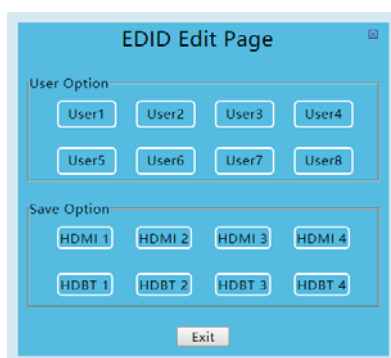 EDID Edit Page
User Option
User1 User2 User3 User4
User5 User6 User7 User8
Save Option
HDMI 1 HDMI 2 HDMI 3 HDMI 4
HDBT 1 HDBT 2 HDBT 3 HDBT 4
Exit